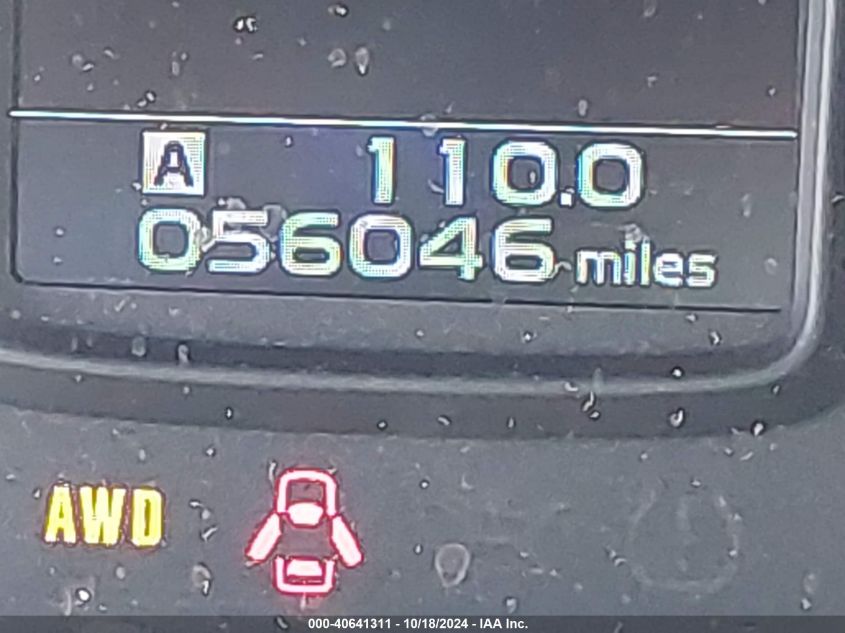 A 110.0
056046 miles
AWD
000-40641311 - 10/18/2024 - IAA Inc.